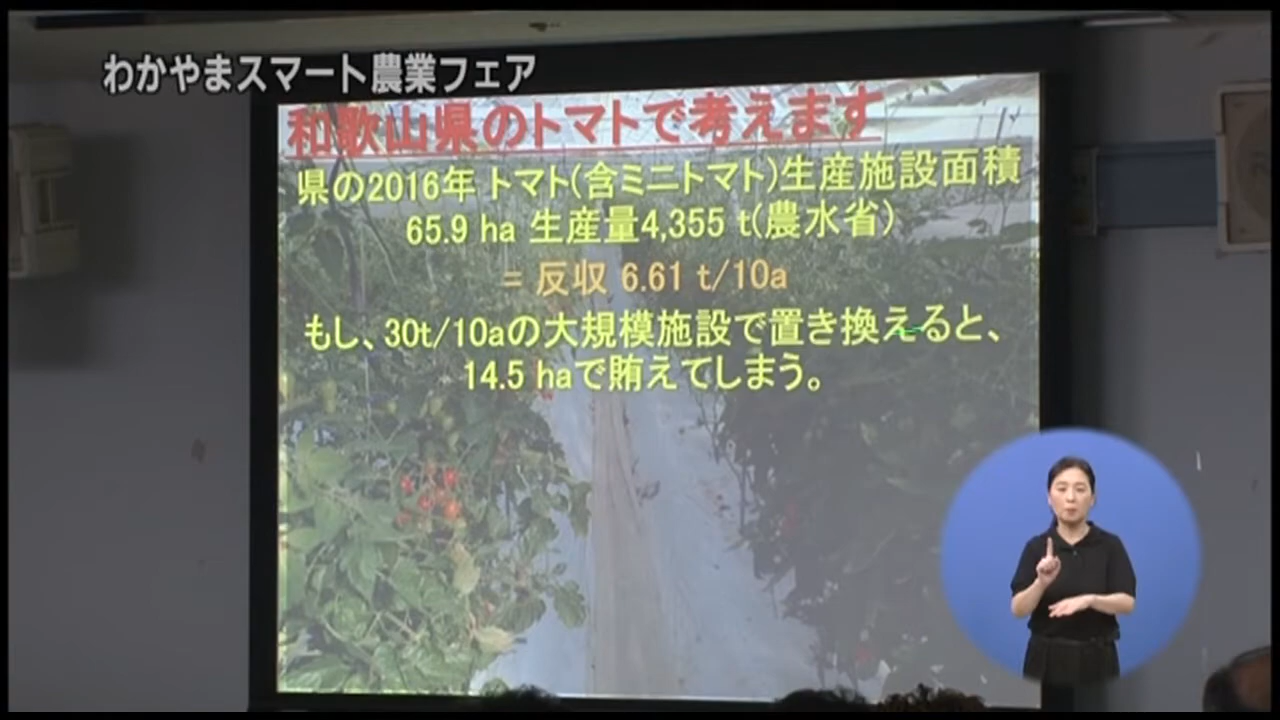 わかやまスマート農業フェア
和歌山県のトマトで考えます
県の2016年 トマト(含ミニトマト)生産施設面積
65.9 ha 生産量4,355 t(農水省)
= 反収 6.61 t/10a
もし、30t/10aの大規模施設で置き換えると、
14.5 haで賄えてしまう。